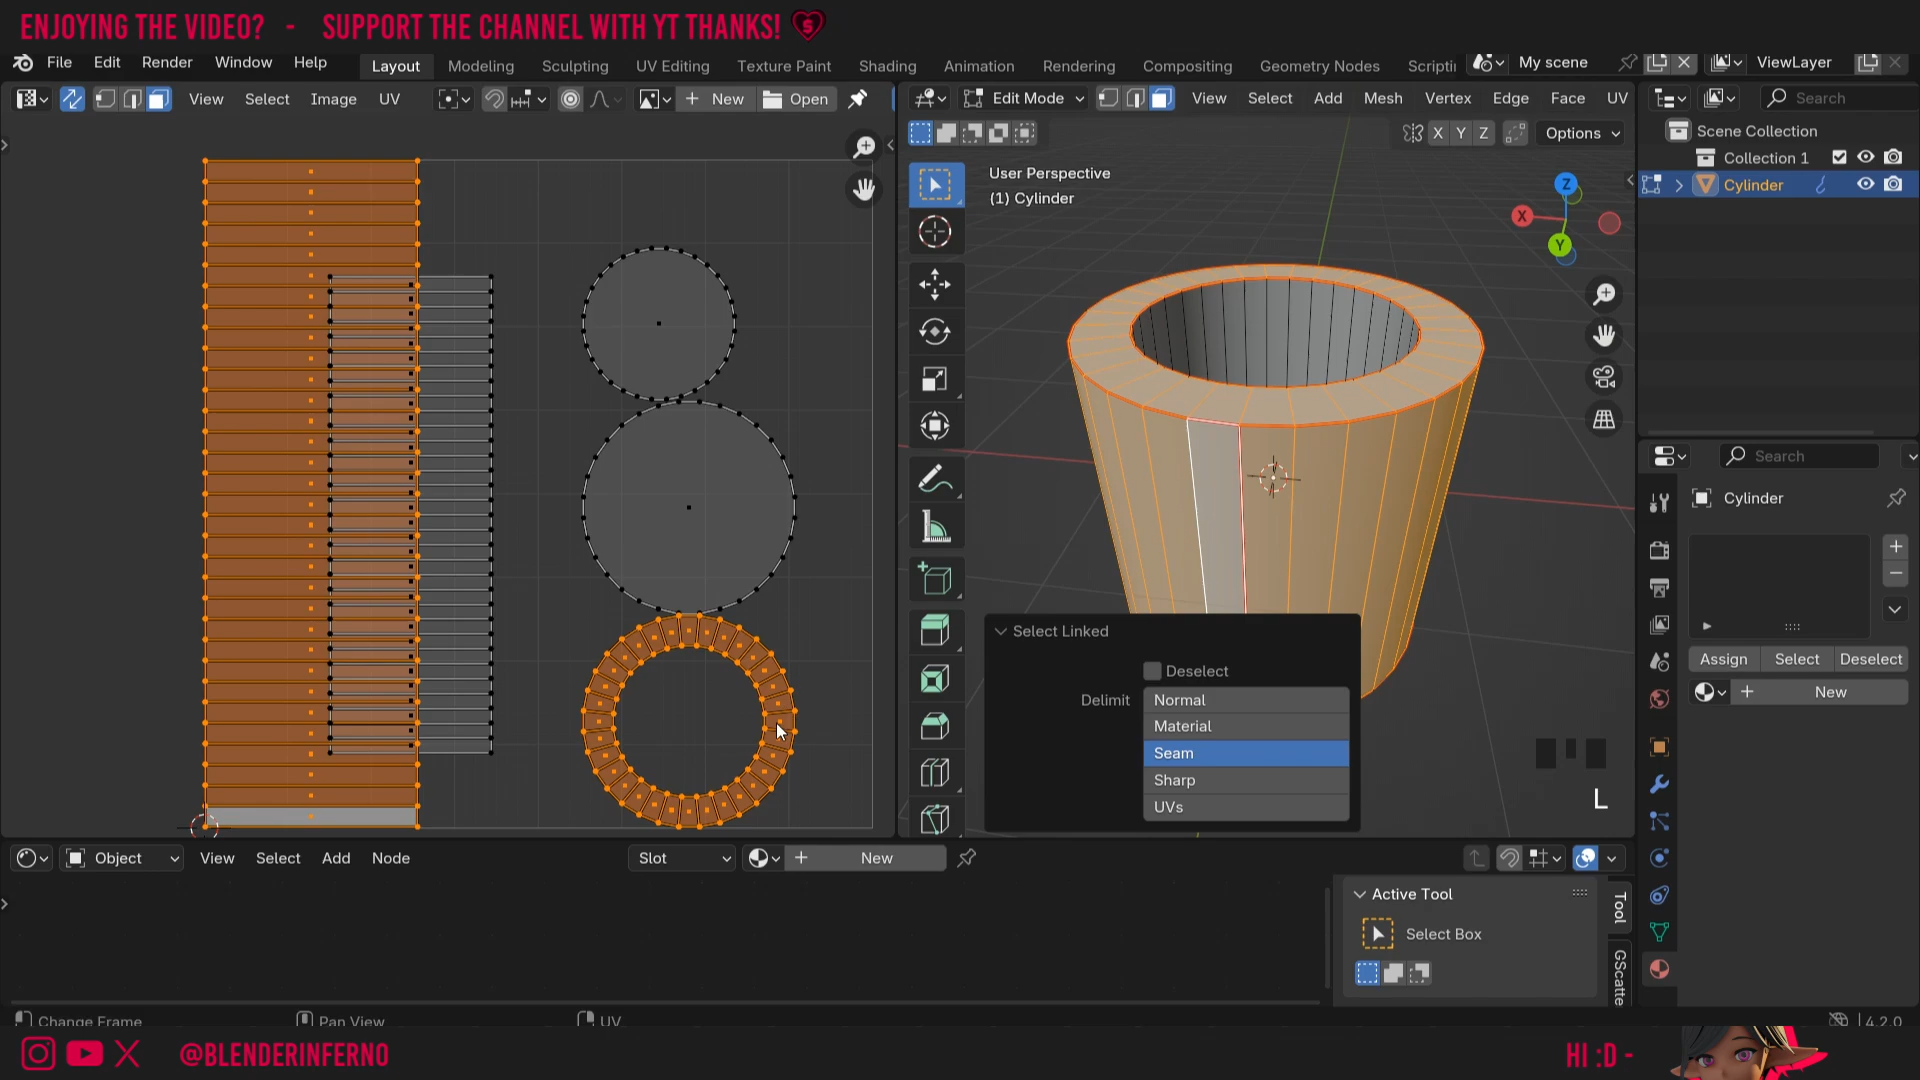 ENJOYING THE VIDEO? - SUPPORT THE CHANNEL WITH YT THANKS!
File Edit Render Window Help Layout Modeling Sculpting UV Editing Texture Paint Shading Animation Rendering Compositing Geometry Nodes Scripti My scene ViewLayer
View Select Image UV New Open Edit Mode View Select Add Mesh Vertex Edge Face UV Search
X Y Z Options
Scene Collection
Collection 1
Cylinder
User Perspective
(1) Cylinder
Z
X
Y
Search
Cylinder
Select Linked
Deselect
Delimit Normal
Material
Seam
Sharp
UVs
L
Assign Select Deselect
New
Object View Select Add Node Slot New
Active Tool
Select Box
Tool
GScatte
Change Frame Pan View UV 4.2.0
@BLENDERINFERNO HI :D -